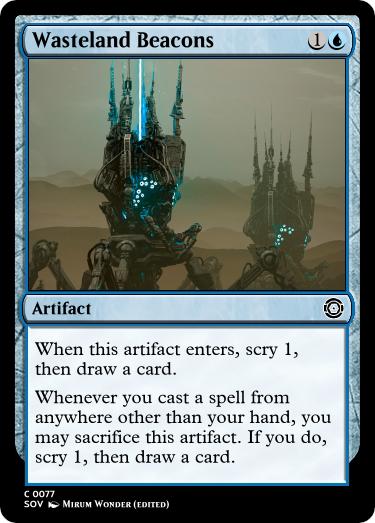 Wasteland Beacons 1
Artifact
When this artifact enters, scry 1,
then draw a card.
Whenever you cast a spell from
anywhere other than your hand, you
may sacrifice this artifact. If you do,
scry 1, then draw a card.
C 0077
SOV Mirum Wonder (edited)